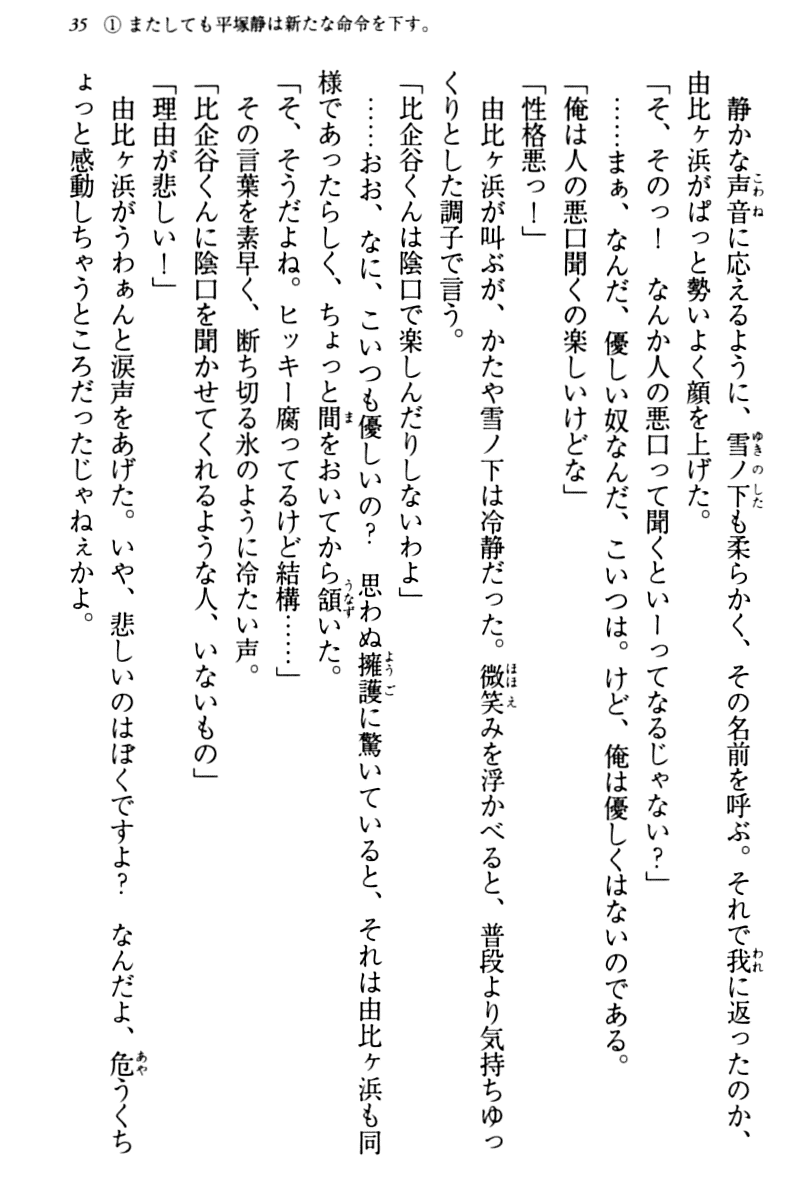 35　① またしても平塚静は新たな命令を下す。
　静かな声音に応えるように、雪ノ下も柔らかく、その名前を呼ぶ。それで我に返ったのか、
由比ヶ浜がぱっと勢いよく顔を上げた。
「そ、そのっ！　なんか人の悪口って聞くといーってなるじゃない？」
　……まぁ、なんだ、優しい奴なんだ、こいつは。けど、俺は優しくはないのである。
「俺は人の悪口聞くの楽しいけどな」
「性格悪っ！」
　由比ヶ浜が叫ぶが、かたや雪ノ下は冷静だった。微笑みを浮かべると、普段より気持ちゆっ
くりとした調子で言う。
「比企谷くんは陰口で楽しんだりしないわよ」
　……おお、なに、こいつも優しいの？　思わぬ擁護に驚いていると、それは由比ヶ浜も同
様であったらしく、ちょっと間をおいてから頷いた。
「そ、そうだよね。ヒッキー腐ってるけど結構……」
　その言葉を素早く、断ち切る氷のように冷たい声。
「比企谷くんに陰口を聞かせてくれるような人、いないもの」
「理由が悲しい！」
　由比ヶ浜がうわぁんと涙声をあげた。いや、悲しいのはぼくですよ？　なんだよ、危うくち
ょっと感動しちゃうところだったじゃねぇかよ。